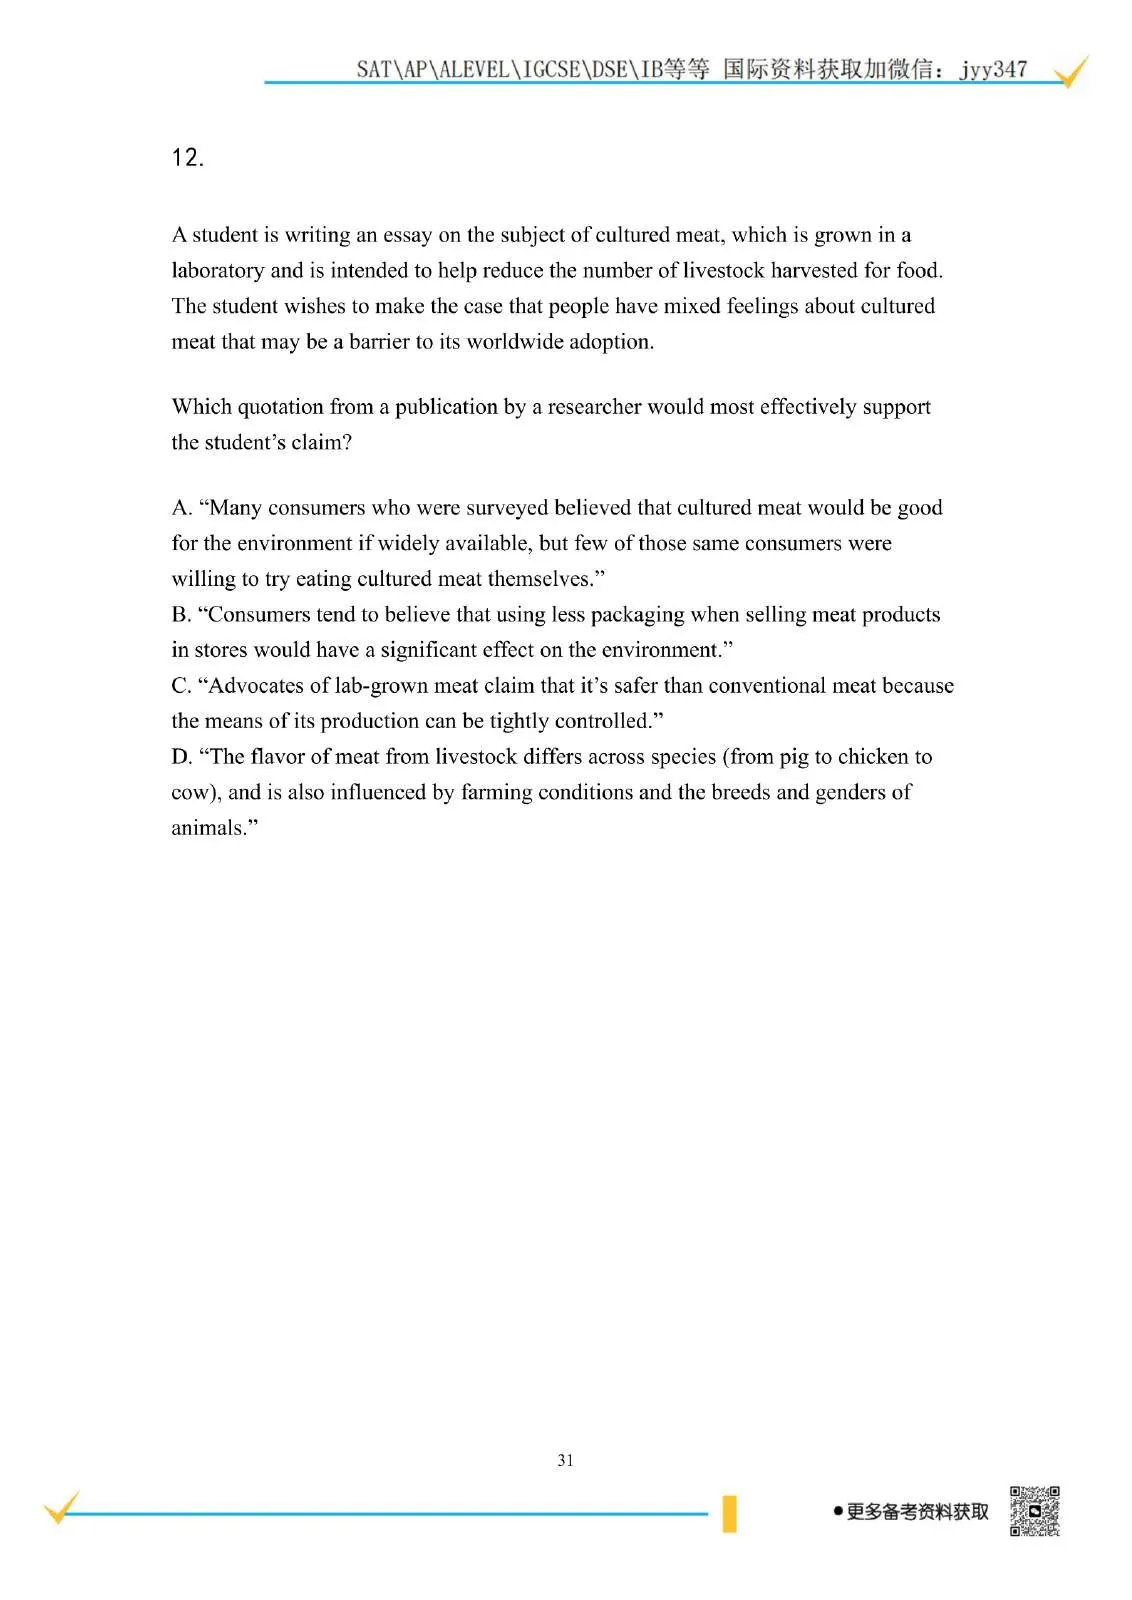 SAT\AP\ALEVEL\IGCSE\DSE\IB等等 国际资料获取加微信：jyy347
12.
A student is writing an essay on the subject of cultured meat, which is grown in a
laboratory and is intended to help reduce the number of livestock harvested for food.
The student wishes to make the case that people have mixed feelings about cultured
meat that may be a barrier to its worldwide adoption.
Which quotation from a publication by a researcher would most effectively support
the student’s claim?
A. “Many consumers who were surveyed believed that cultured meat would be good
for the environment if widely available, but few of those same consumers were
willing to try eating cultured meat themselves.”
B. “Consumers tend to believe that using less packaging when selling meat products
in stores would have a significant effect on the environment.”
C. “Advocates of lab-grown meat claim that it’s safer than conventional meat because
the means of its production can be tightly controlled.”
D. “The flavor of meat from livestock differs across species (from pig to chicken to
cow), and is also influenced by farming conditions and the breeds and genders of
animals.”
31
●更多备考资料获取